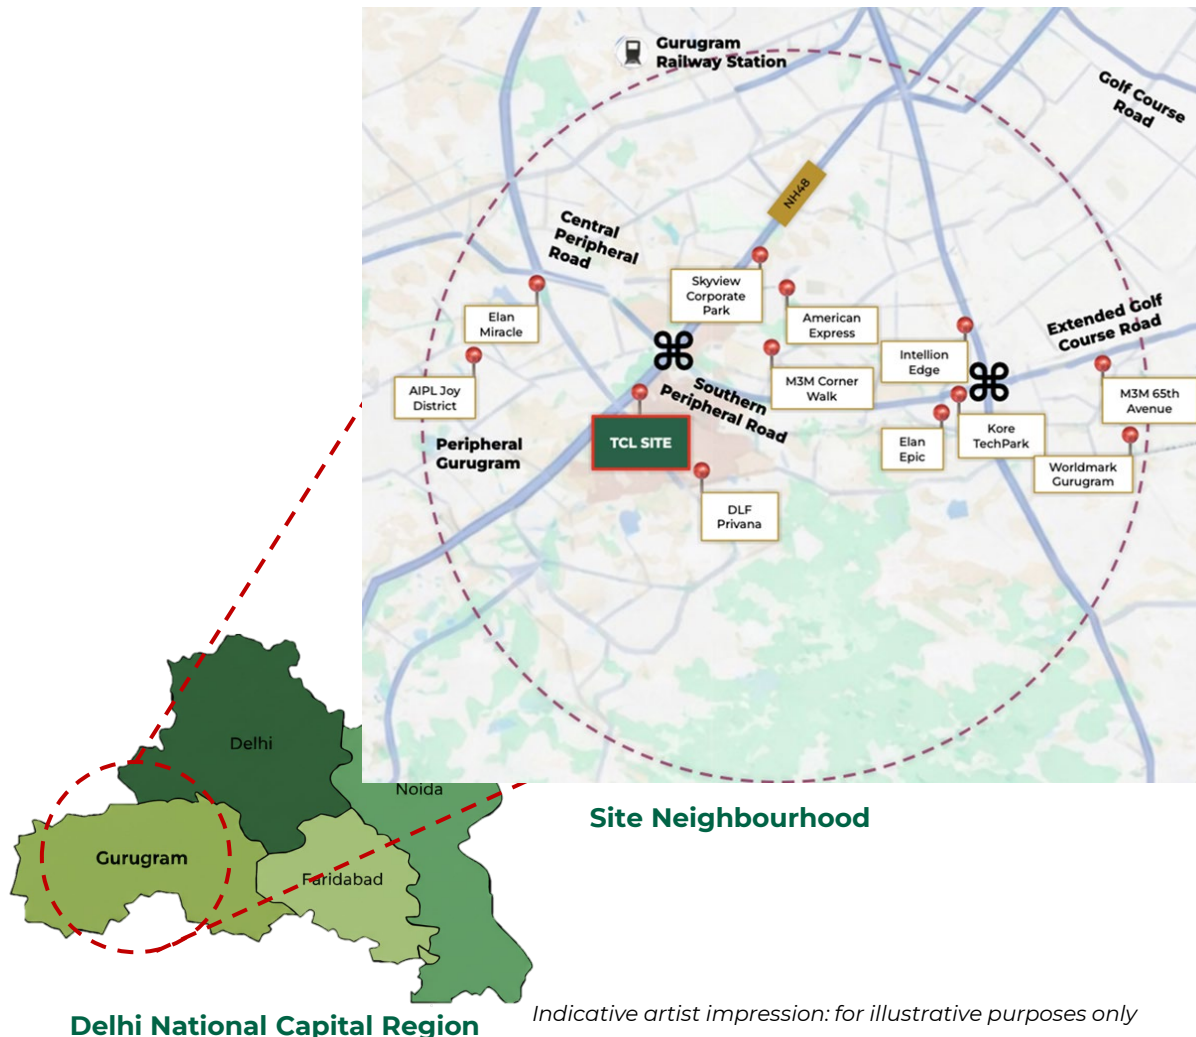 Gurugram
Railway Station
Golf Course
Road
NH48
Central
Peripheral
Road
Skyview
Corporate
Park
American
Express
Elan
Miracle
Extended Golf
Course Road
Intellion
Edge
AIPL Joy
District
M3M Corner
Walk
Southern
Peripheral Road
M3M 65th
Avenue
Peripheral
Gurugram
TCL SITE
Elan
Epic
Kore
TechPark
Worldmark
Gurugram
DLF
Privana
Delhi
Noida
Site Neighbourhood
Gurugram
Faridabad
Indicative artist impression: for illustrative purposes only
Delhi National Capital Region